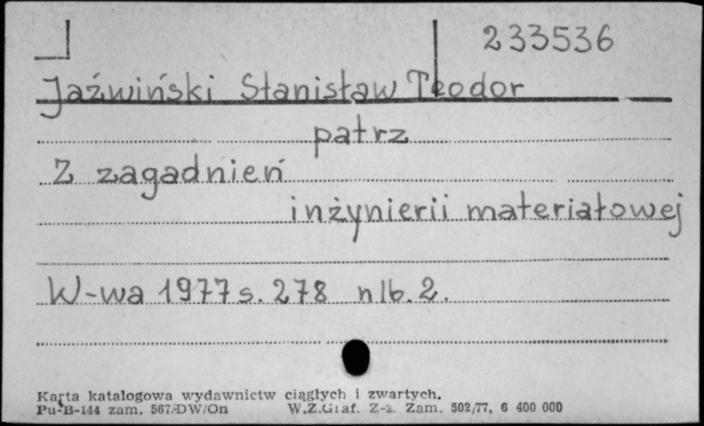 233536
Jaźwiński Stanisław Teodor
patrz
Z zagadnień
inżynierii materiałowej
W-wa 1977 s. 278 nlb. 2.
Karta katalogowa wydawnictw ciągłych i zwartych.
Pu-B-144 zam. 567/DW/On W.Z.Graf. Z-z. Zam. 502/77, 6 400 000